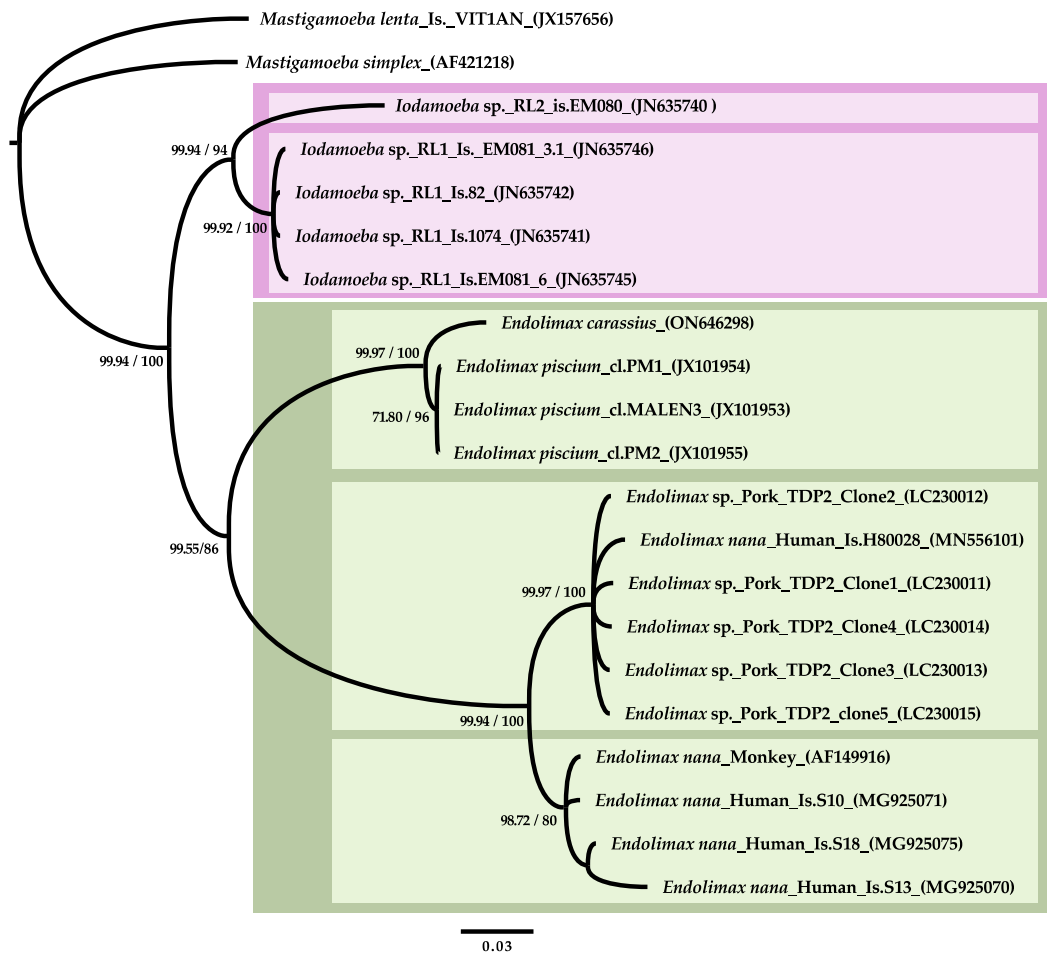 Mastigamoeba lenta_Is._VIT1AN_(JX157656)
Mastigamoeba simplex_(AF421218)
Iodamoeba sp._RL2_is.EM080_(JN635740 )
99.94 / 94
Iodamoeba sp._RL1_Is._EM081_3.1_(JN635746)
Iodamoeba sp._RL1_Is.82_(JN635742)
99.92 / 100
Iodamoeba sp._RL1_Is.1074_(JN635741)
Iodamoeba sp._RL1_Is.EM081_6_(JN635745)
99.94 / 100
Endolimax carassius_(ON646298)
99.97 / 100
Endolimax piscium_cl.PM1_(JX101954)
Endolimax piscium_cl.MALEN3_(JX101953)
71.80 / 96
Endolimax piscium_cl.PM2_(JX101955)
Endolimax sp._Pork_TDP2_Clone2_(LC230012)
99.55/86
Endolimax nana_Human_Is.H80028_(MN556101)
Endolimax sp._Pork_TDP2_Clone1_(LC230011)
99.97 / 100
Endolimax sp._Pork_TDP2_Clone4_(LC230014)
Endolimax sp._Pork_TDP2_Clone3_(LC230013)
Endolimax sp._Pork_TDP2_clone5_(LC230015)
99.94 / 100
Endolimax nana_Monkey_(AF149916)
Endolimax nana_Human_Is.S10_(MG925071)
98.72 / 80
Endolimax nana_Human_Is.S18_(MG925075)
Endolimax nana_Human_Is.S13_(MG925070)
0.03